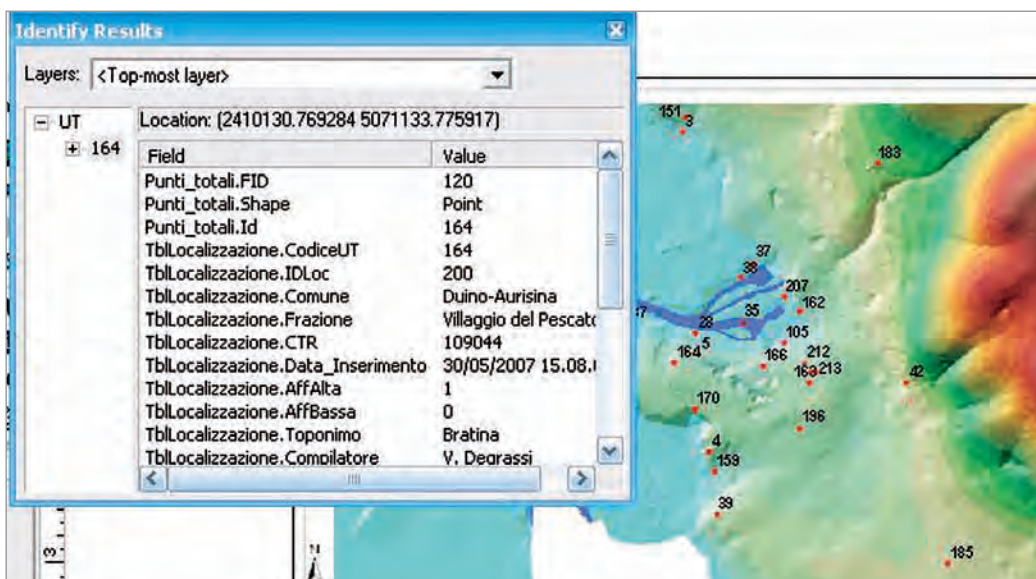 Identify Results
Layers: <Top-most layer>
UT
164
Location: (2410130.769284 5071133.775917)
Field Value
Punti_totali.FID 120
Punti_totali.Shape Point
Punti_totali.Id 164
TblLocalizzazione.CodiceUT 164
TblLocalizzazione.IDLoc 200
TblLocalizzazione.Comune Duino-Aurisina
TblLocalizzazione.Frazione Villaggio del Pescato
TblLocalizzazione.CTR 109044
TblLocalizzazione.Data_Inserimento 30/05/2007 15.08.
TblLocalizzazione.AffAlta 1
TblLocalizzazione.AffBassa 0
TblLocalizzazione.Toponimo Bratina
TblLocalizzazione.Compilatore V. Degrassi
151
3
183
37
38
207
162
35
28
5
105
164
166
212
213
163
42
170
196
4
159
39
185
3
N